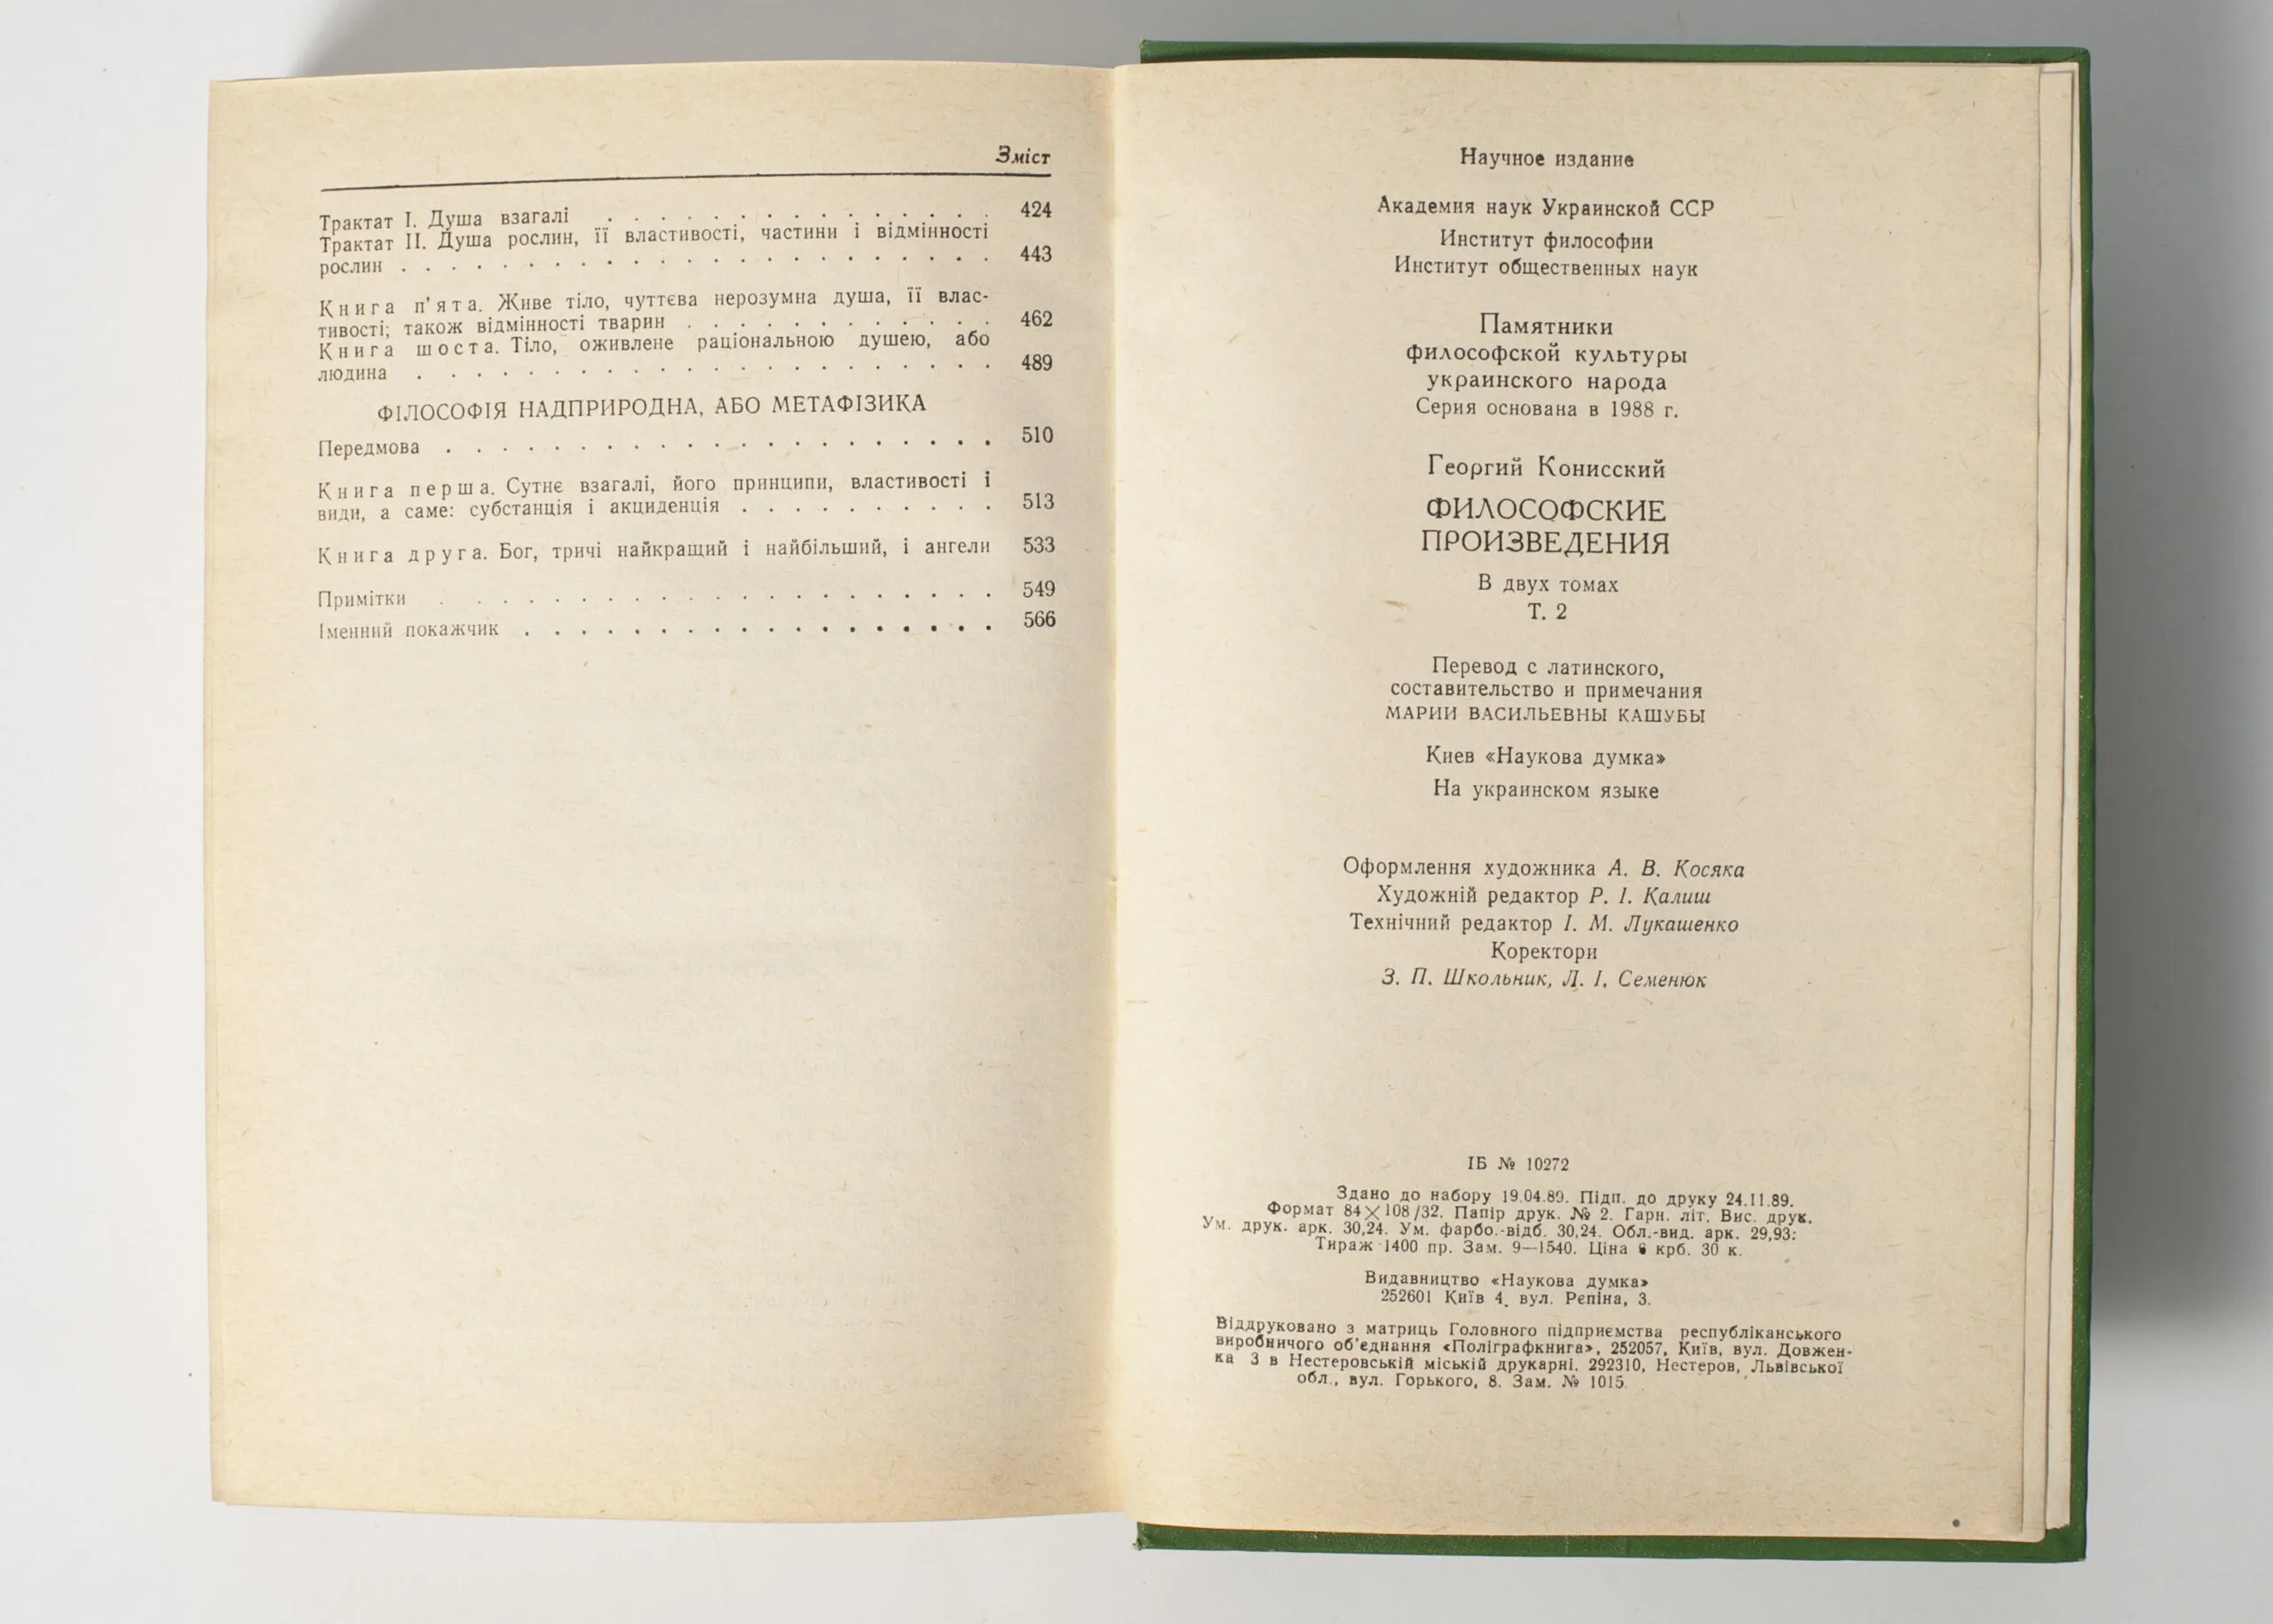 Зміст
Трактат I. Душа взагалі . . . . . . . . . . . . . . . 424
Трактат II. Душа рослин, її властивості, частини і відмінності
рослин . . . . . . . . . . . . . . . . . . . . . . . 443
Книга п'ята. Живе тіло, чуттєва нерозумна душа, її влас-
тивості; також відмінності тварин . . . . . . . . . . . . 462
Книга шоста. Тіло, оживлене раціональною душею, або
людина . . . . . . . . . . . . . . . . . . . . . . 489
ФІЛОСОФІЯ НАДПРИРОДНА, АБО МЕТАФІЗИКА
Передмова . . . . . . . . . . . . . . . . . . . . . 510
Книга перша. Сутнє взагалі, його принципи, властивості і
види, а саме: субстанція і акциденція . . . . . . . . . . 513
Книга друга. Бог, тричі найкращий і найбільший, і ангели 533
Примітки . . . . . . . . . . . . . . . . . . . . . 549
Іменний покажчик . . . . . . . . . . . . . . . . . . 566
Научное издание
Академия наук Украинской ССР
Институт философии
Институт общественных наук
Памятники
философской культуры
украинского народа
Серия основана в 1988 г.
Георгий Конисский
ФИЛОСОФСКИЕ
ПРОИЗВЕДЕНИЯ
В двух томах
Т. 2
Перевод с латинского,
составительство и примечания
МАРИИ ВАСИЛЬЕВНЫ КАШУБЫ
Киев «Наукова думка»
На украинском языке
Оформлення художника А. В. Косяка
Художній редактор Р. І. Калиш
Технічний редактор І. М. Лукашенко
Коректори
З. П. Школьник, Л. І. Семенюк
ІБ № 10272
Здано до набору 19.04.89. Підп. до друку 24.11.89.
Формат 84×108/32. Папір друк. № 2. Гарн. літ. Вис. друк.
Ум. друк. арк. 30,24. Ум. фарбо.-відб. 30,24. Обл.-вид. арк. 29,93.
Тираж 1400 пр. Зам. 9—1540. Ціна 6 крб. 30 к.
Видавництво «Наукова думка»
252601 Київ 4, вул. Рєпіна, 3.
Віддруковано з матриць Головного підприємства республіканського
виробничого об'єднання «Поліграфкнига», 252057, Київ, вул. Довжен-
ка 3 в Нестеровській міській друкарні. 292310, Нестеров, Львівської
обл., вул. Горького, 8. Зам. № 1015.